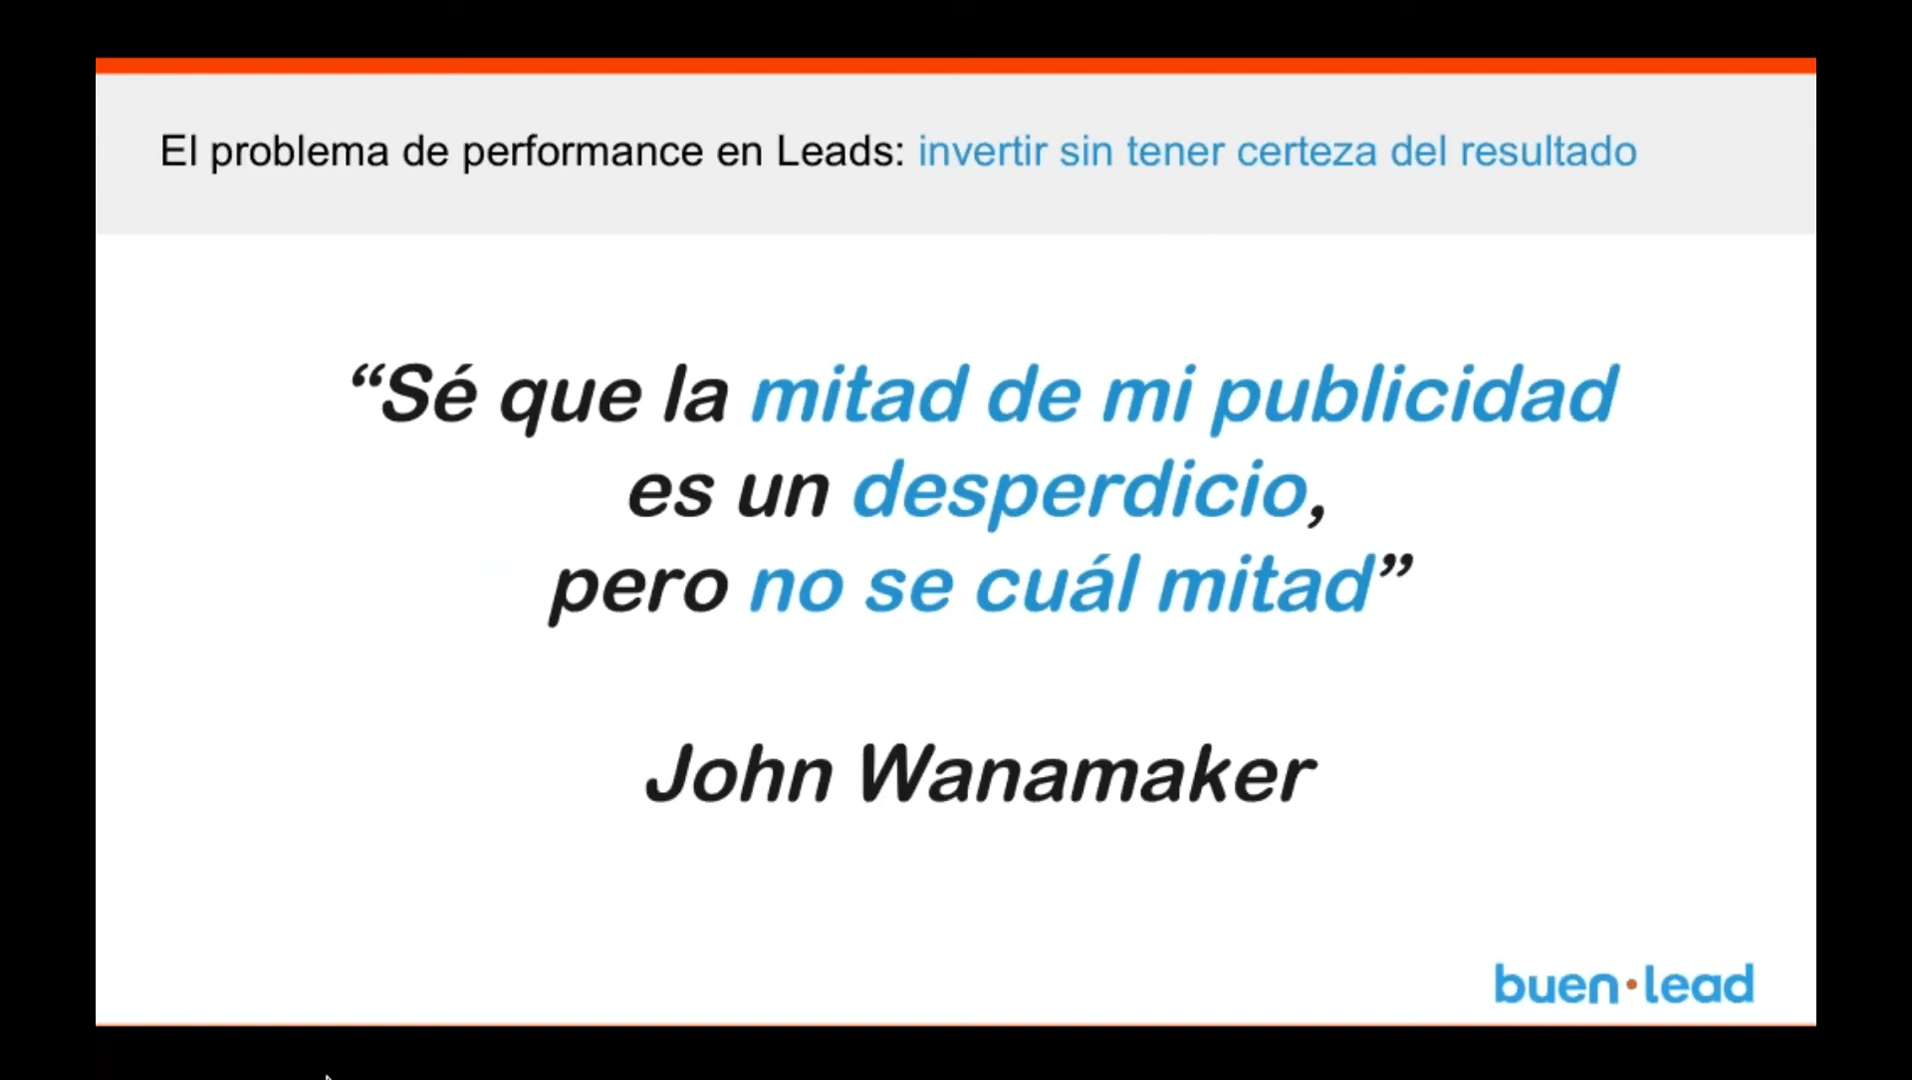 El problema de performance en Leads: invertir sin tener certeza del resultado
“Sé que la mitad de mi publicidad
es un desperdicio,
pero no se cuál mitad”
John Wanamaker
buen·lead